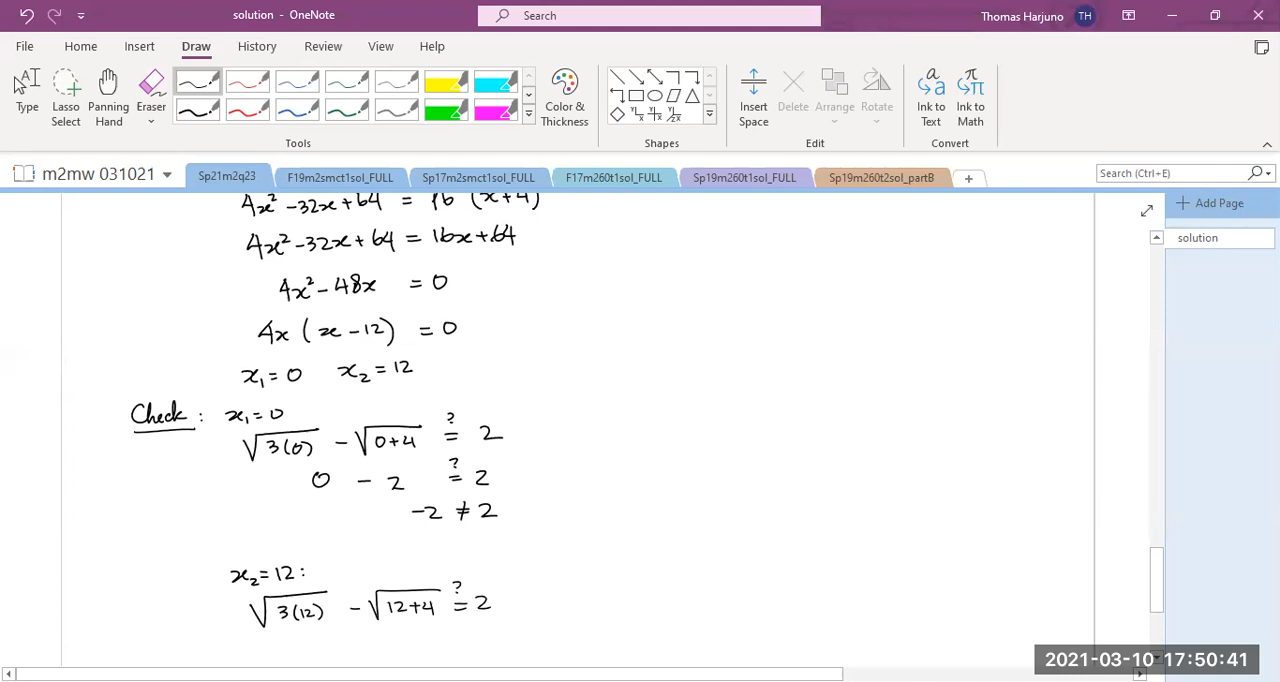 solution - OneNote
Search
Thomas Harjuno TH
File Home Insert Draw History Review View Help
Type
Lasso Select
Panning Hand
Eraser
Color & Thickness
Insert Space
Delete
Arrange
Rotate
Ink to Text
Ink to Math
Tools
Shapes
Edit
Convert
m2mw 031021
Sp21m2q23
F19m2smct1sol_FULL
Sp17m2smct1sol_FULL
F17m260t1sol_FULL
Sp19m260t1sol_FULL
Sp19m260t2sol_partB
+
Search (Ctrl+E)
+ Add Page
solution
4x² - 32x + 64 = 16 (x+4)
4x² - 32x + 64 = 16x + 64
4x² - 48x = 0
4x (x - 12) = 0
x₁ = 0 x₂ = 12
Check : x₁ = 0
√3(0) - √0+4 ?= 2
0 - 2 ?= 2
-2 ≠ 2
x₂ = 12 :
√3(12) - √12+4 ?= 2
2021-03-10 17:50:41